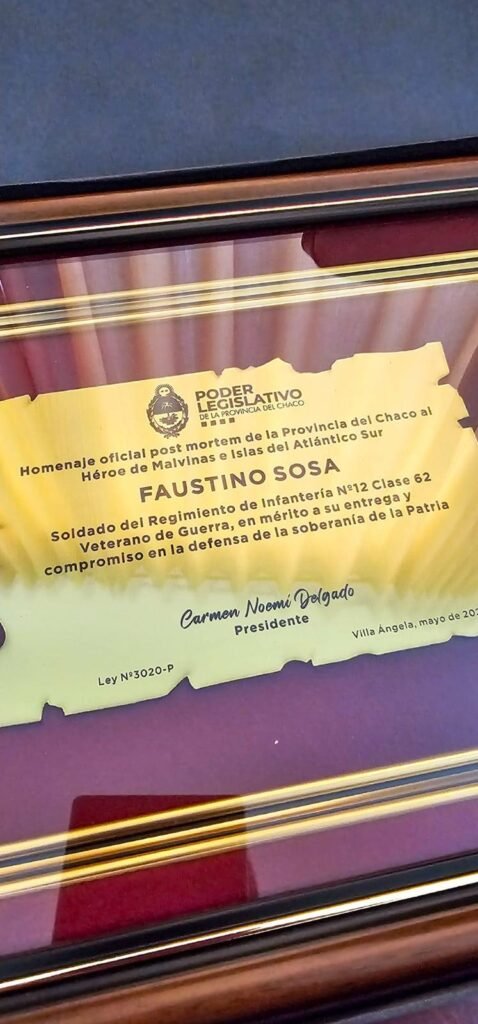 PODER
LEGISLATIVO
DE LA PROVINCIA DEL CHACO
Homenaje oficial post mortem de la Provincia del Chaco al
Héroe de Malvinas e Islas del Atlántico Sur
FAUSTINO SOSA
Soldado del Regimiento de Infantería Nº12 Clase 62
Veterano de Guerra, en mérito a su entrega y
compromiso en la defensa de la soberanía de la Patria
Carmen Noemí Delgado
Presidente
Villa Ángela, mayo de
Ley Nº3020-P